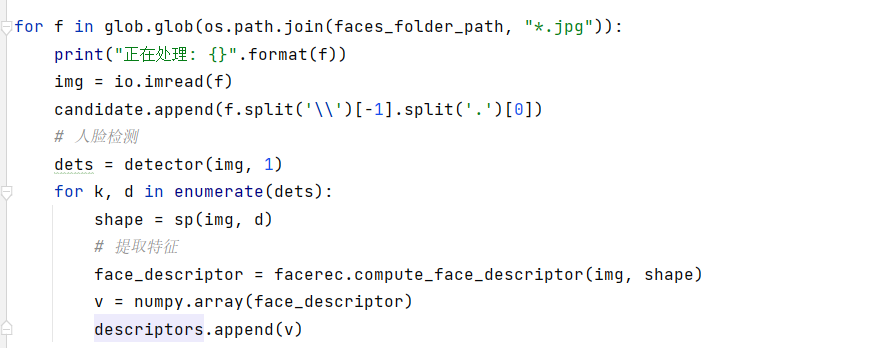 for f in glob.glob(os.path.join(faces_folder_path, "*.jpg")):
    print("正在处理: {}".format(f))
    img = io.imread(f)
    candidate.append(f.split('\\')[-1].split('.')[0])
    # 人脸检测
    dets = detector(img, 1)
    for k, d in enumerate(dets):
        shape = sp(img, d)
        # 提取特征
        face_descriptor = facerec.compute_face_descriptor(img, shape)
        v = numpy.array(face_descriptor)
        descriptors.append(v)